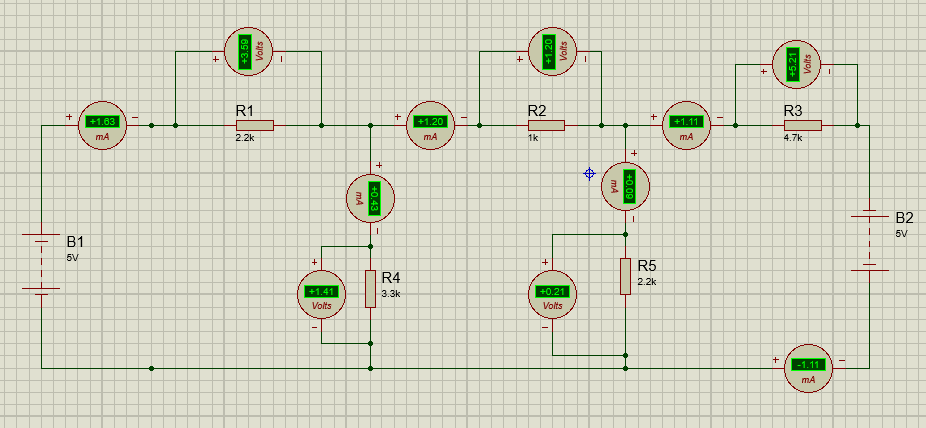 +3.59
Volts
+1.20
Volts
+5.21
Volts
+1.63
mA
R1
2.2k
+1.20
mA
R2
1k
+1.11
mA
R3
4.7k
+0.43
mA
+0.09
mA
B1
5V
B2
5V
+1.41
Volts
R4
3.3k
+0.21
Volts
R5
2.2k
-1.11
mA